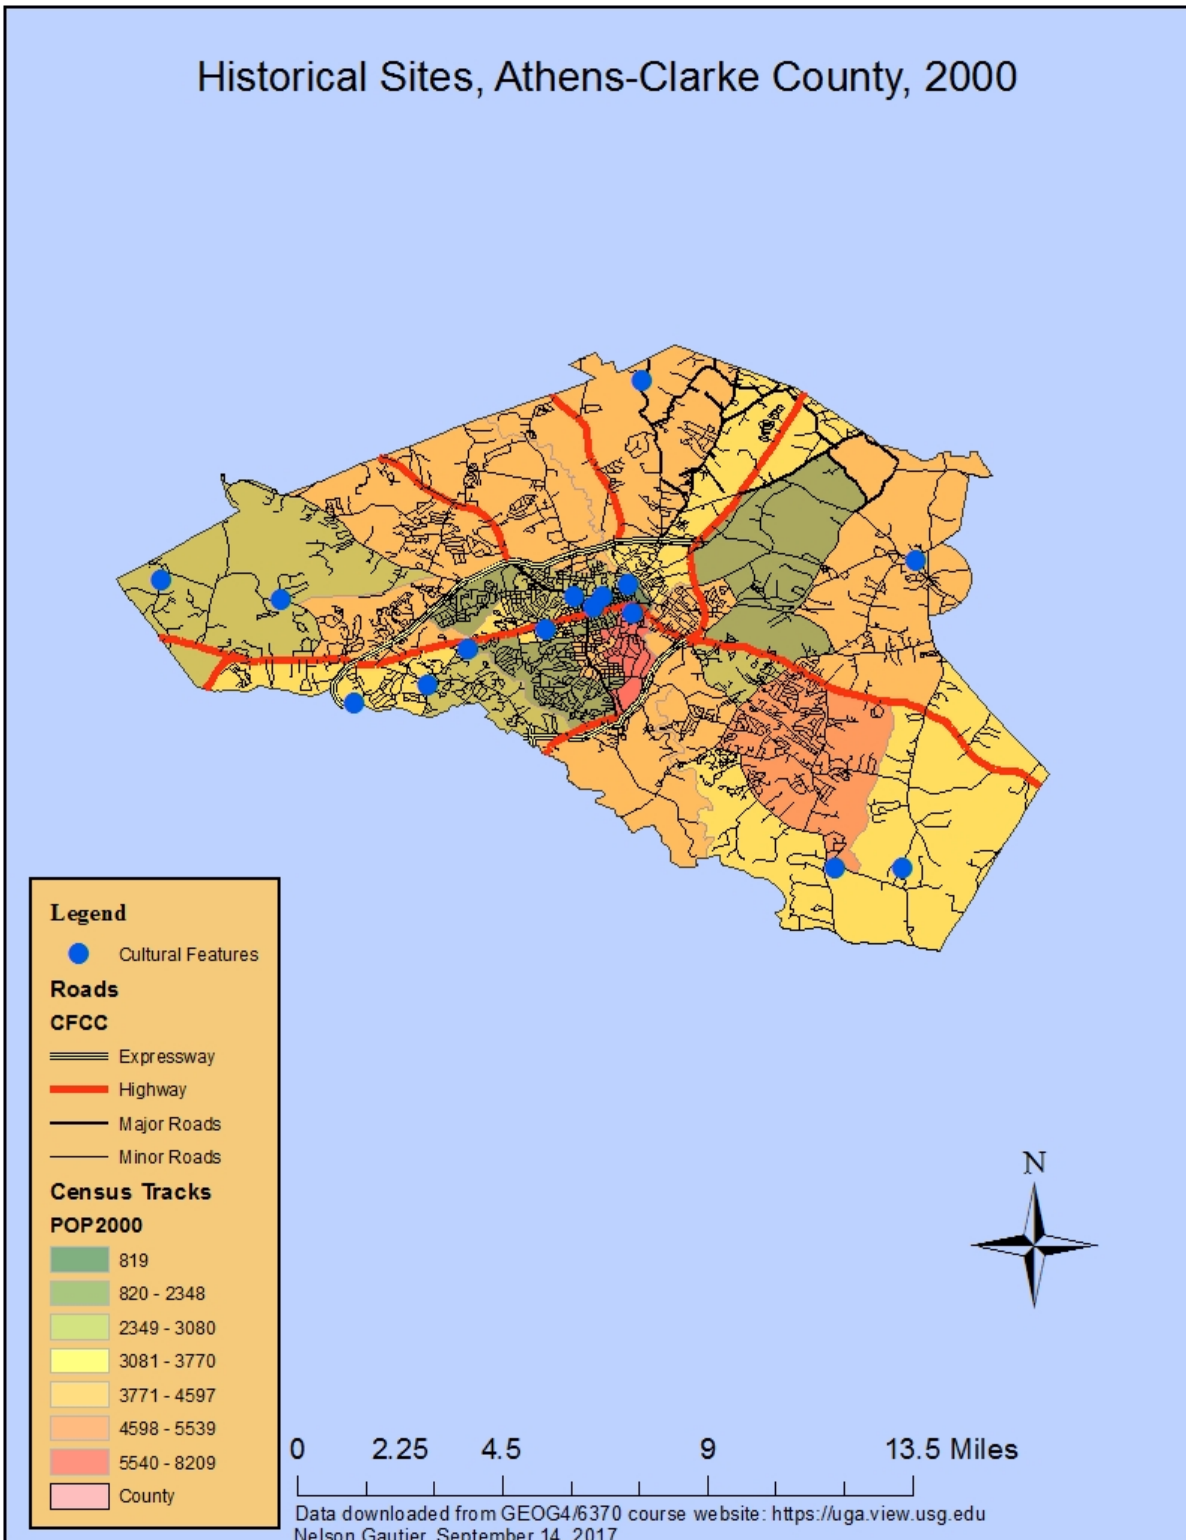 Historical Sites, Athens-Clarke County, 2000
Legend
Cultural Features
Roads
CFCC
Expressway
Highway
Major Roads
Minor Roads
Census Tracks
POP2000
819
820 - 2348
2349 - 3080
3081 - 3770
3771 - 4597
4598 - 5539
5540 - 8209
County
N
0 2.25 4.5 9 13.5 Miles
Data downloaded from GEOG4/6370 course website: https://uga.view.usg.edu
Nelson Gautier, September 14, 2017